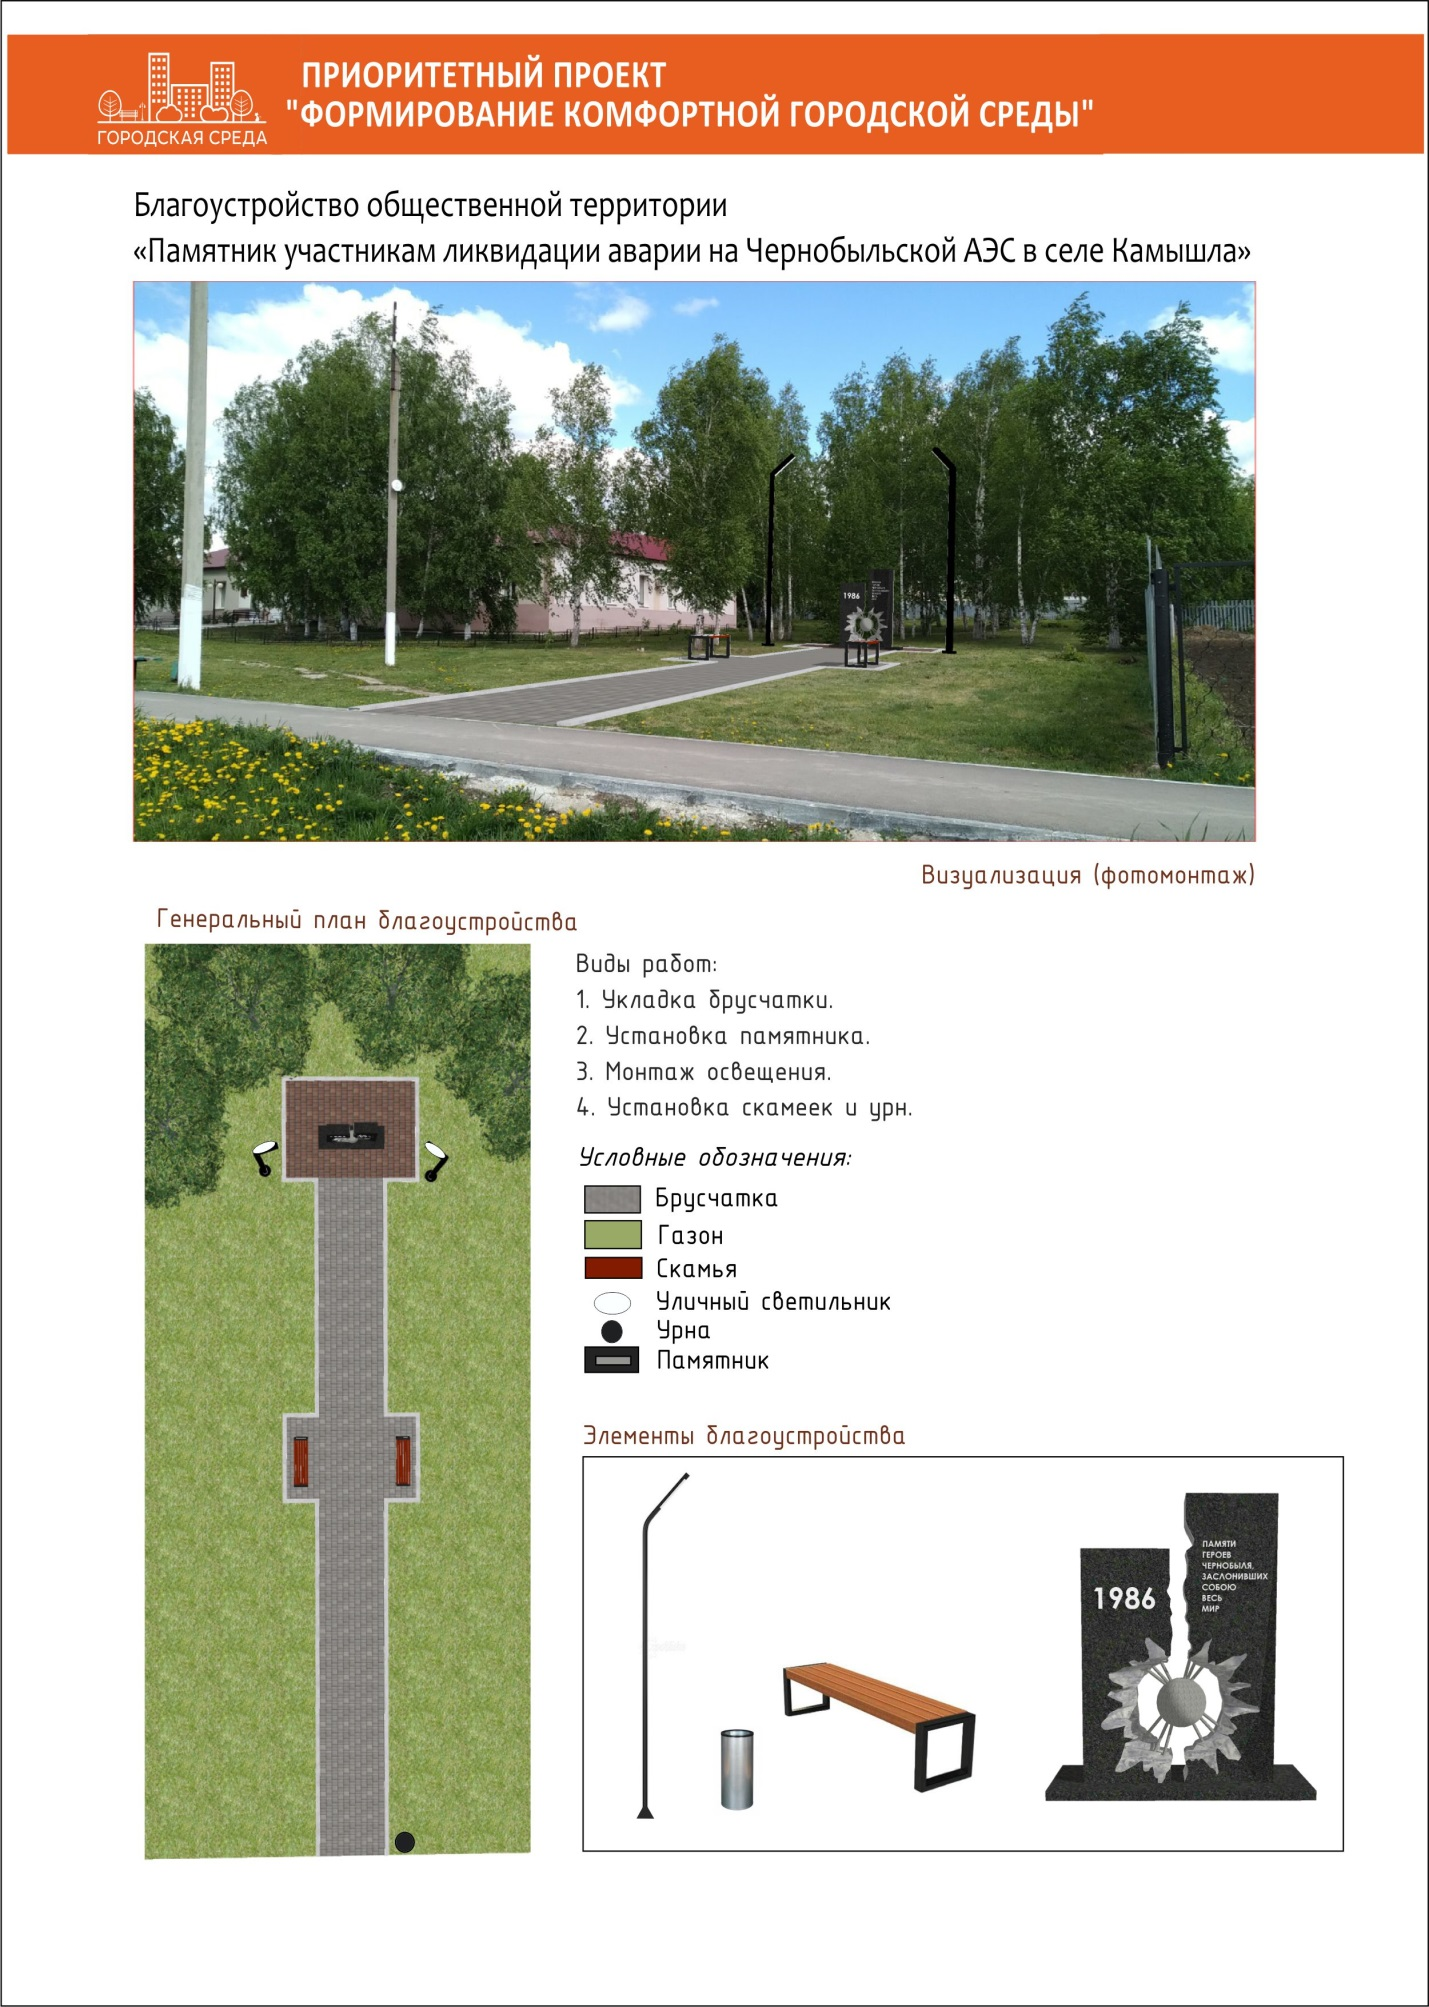 ГОРОДСКАЯ СРЕДА
ПРИОРИТЕТНЫЙ ПРОЕКТ
"ФОРМИРОВАНИЕ КОМФОРТНОЙ ГОРОДСКОЙ СРЕДЫ"
Благоустройство общественной территории
«Памятник участникам ликвидации аварии на Чернобыльской АЭС в селе Камышла»
1986
Визуализация (фотомонтаж)
Генеральный план благоустройства
Виды работ:
1. Укладка брусчатки.
2. Установка памятника.
3. Монтаж освещения.
4. Установка скамеек и урн.
Условные обозначения:
Брусчатка
Газон
Скамья
Уличный светильник
Урна
Памятник
Элементы благоустройства
1986
ПАМЯТИ
ГЕРОЕВ
ЧЕРНОБЫЛЯ,
ЗАСЛОНИВШИХ
СОБОЮ
ВЕСЬ
МИР